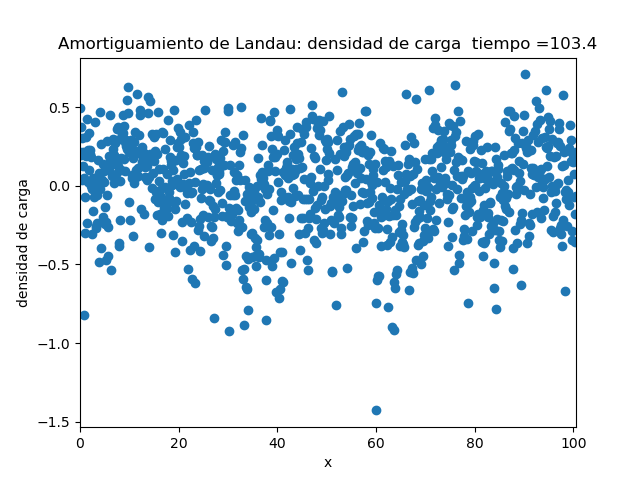 Amortiguamiento de Landau: densidad de carga  tiempo =103.4
0.5
0.0
−0.5
−1.0
−1.5
densidad de carga
0 20 40 60 80 100
x